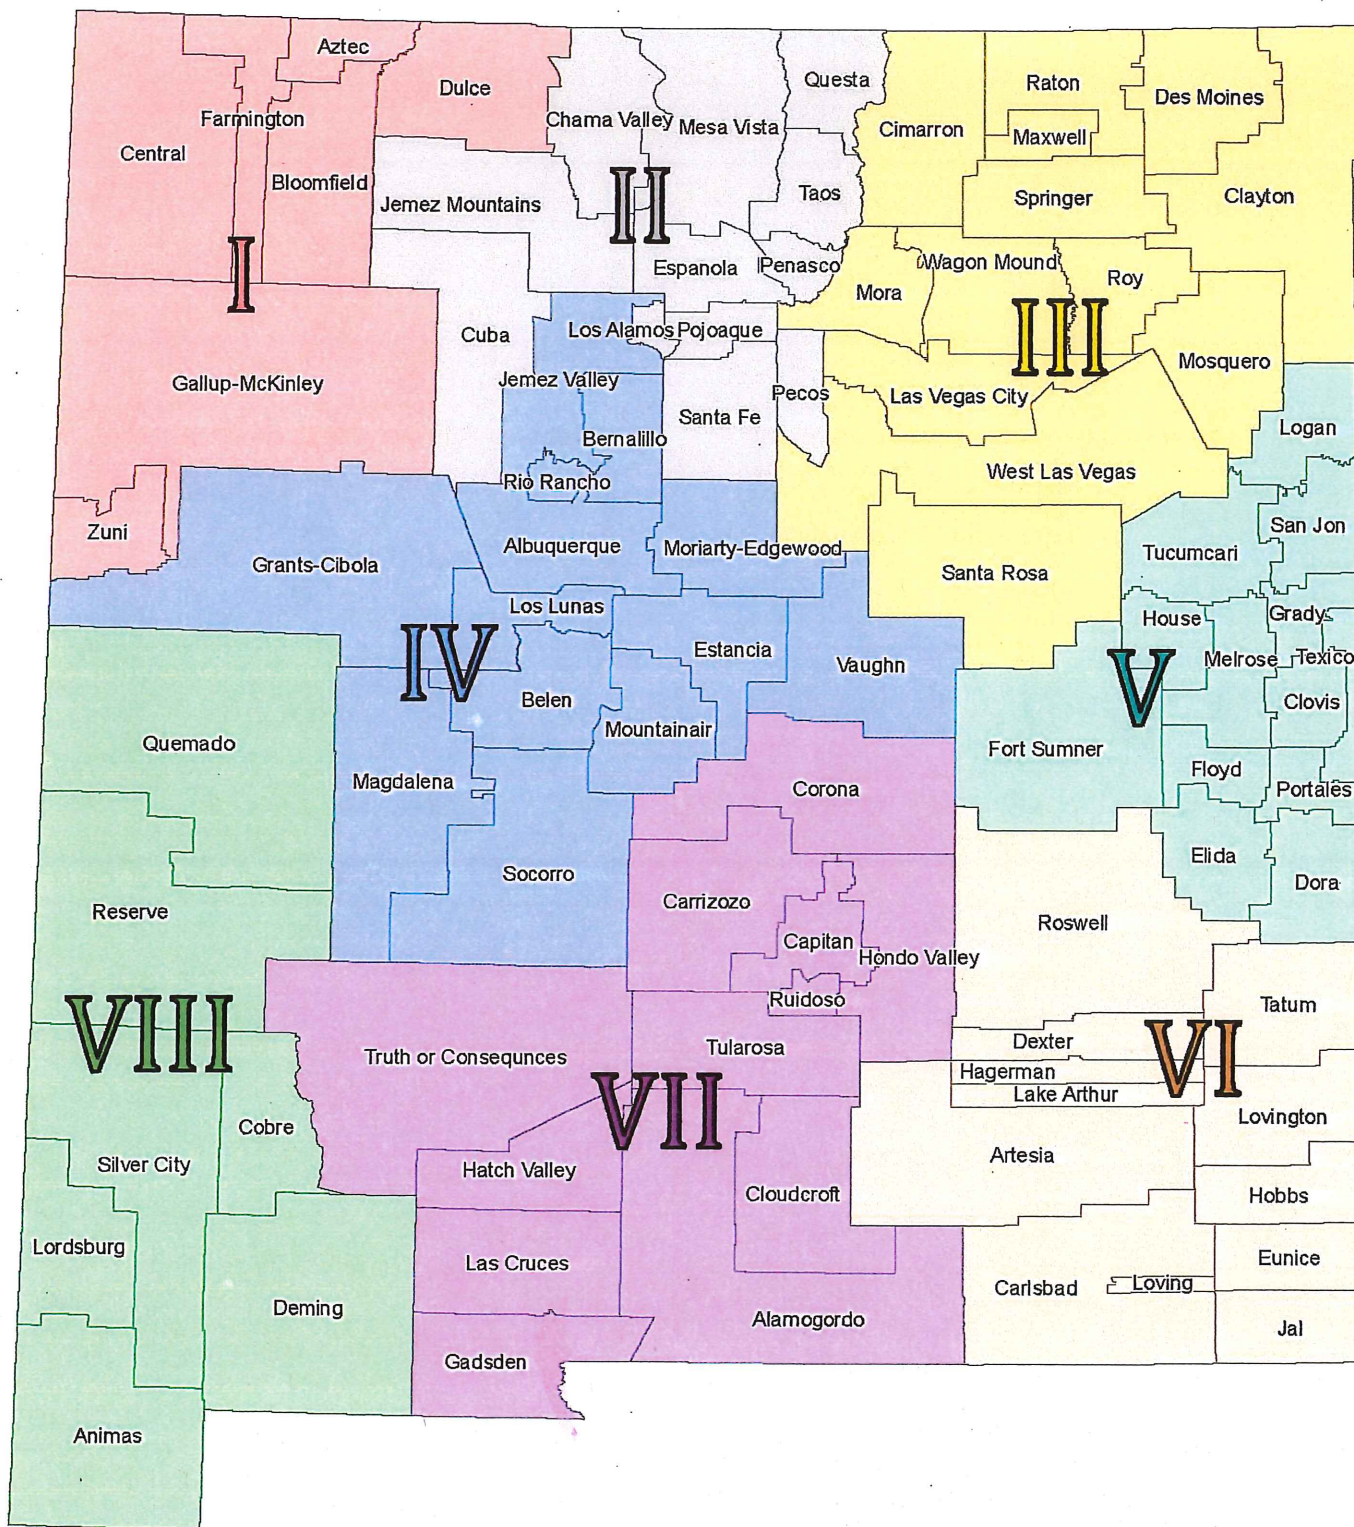 Aztec
Dulce
Questa
Raton
Des Moines
Farmington
Chama Valley
Mesa Vista
Cimarron
Maxwell
Central
Bloomfield
Taos
Jemez Mountains
II
Springer
Clayton
I
Espanola
Penasco
Wagon Mound
Roy
Mora
III
Cuba
Los Alamos
Pojoaque
Mosquero
Gallup-McKinley
Jemez Valley
Pecos
Las Vegas City
Santa Fe
Logan
Bernalillo
Rio Rancho
West Las Vegas
Zuni
San Jon
Albuquerque
Moriarty-Edgewood
Tucumcari
Grants-Cibola
Santa Rosa
Los Lunas
House
Grady
IV
Estancia
Vaughn
Melrose
Texico
V
Belen
Mountainair
Clovis
Quemado
Fort Sumner
Magdalena
Corona
Floyd
Portales
Socorro
Elida
Dora
Reserve
Carrizozo
Capitan
Hondo Valley
Roswell
Ruidoso
Tatum
VIII
Truth or Consequnces
Tularosa
Dexter
VI
Hagerman
Lake Arthur
VII
Cobre
Lovington
Silver City
Hatch Valley
Artesia
Cloudcroft
Hobbs
Lordsburg
Las Cruces
Eunice
Carlsbad
Loving
Deming
Alamogordo
Jal
Gadsden
Animas